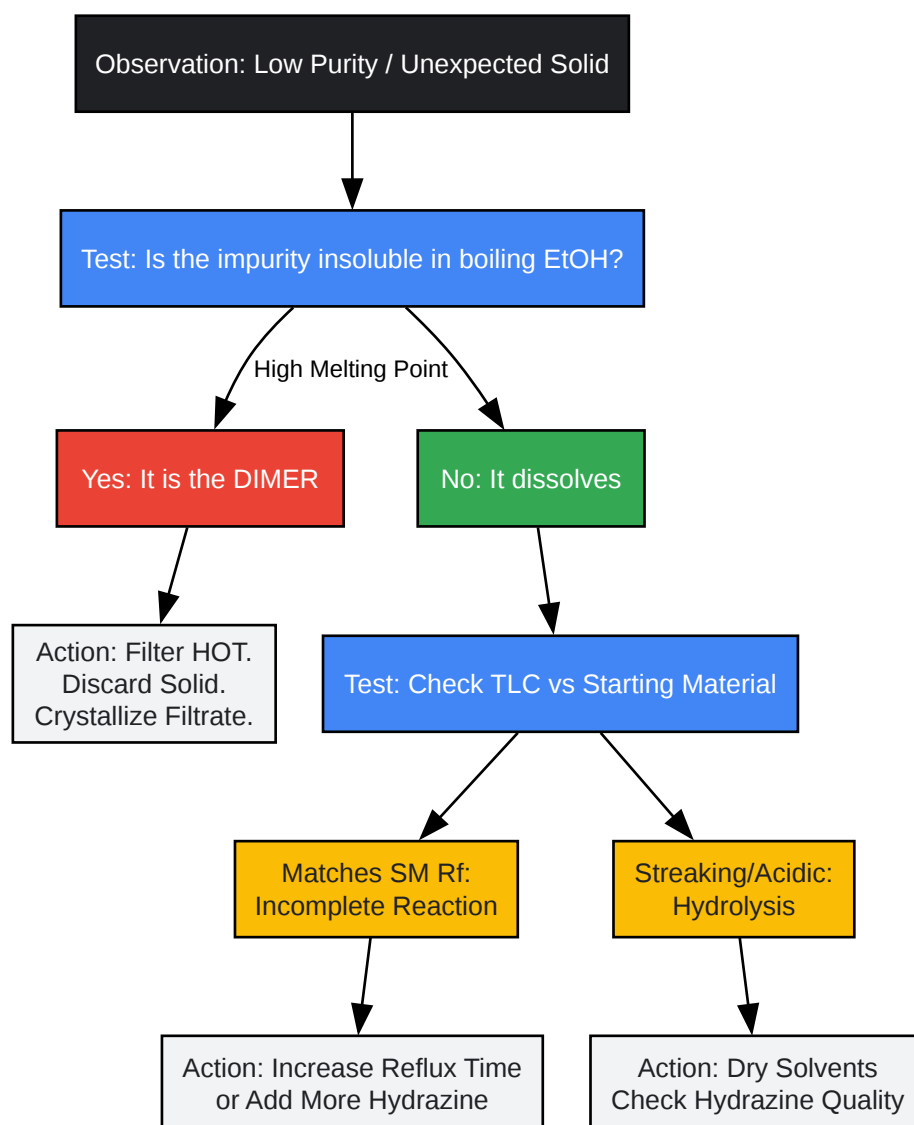 Observation: Low Purity / Unexpected Solid
Test: Is the impurity insoluble in boiling EtOH?
High Melting Point
Yes: It is the DIMER
No: It dissolves
Action: Filter HOT.
Discard Solid.
Crystallize Filtrate.
Test: Check TLC vs Starting Material
Matches SM Rf:
Incomplete Reaction
Streaking/Acidic:
Hydrolysis
Action: Increase Reflux Time
or Add More Hydrazine
Action: Dry Solvents
Check Hydrazine Quality